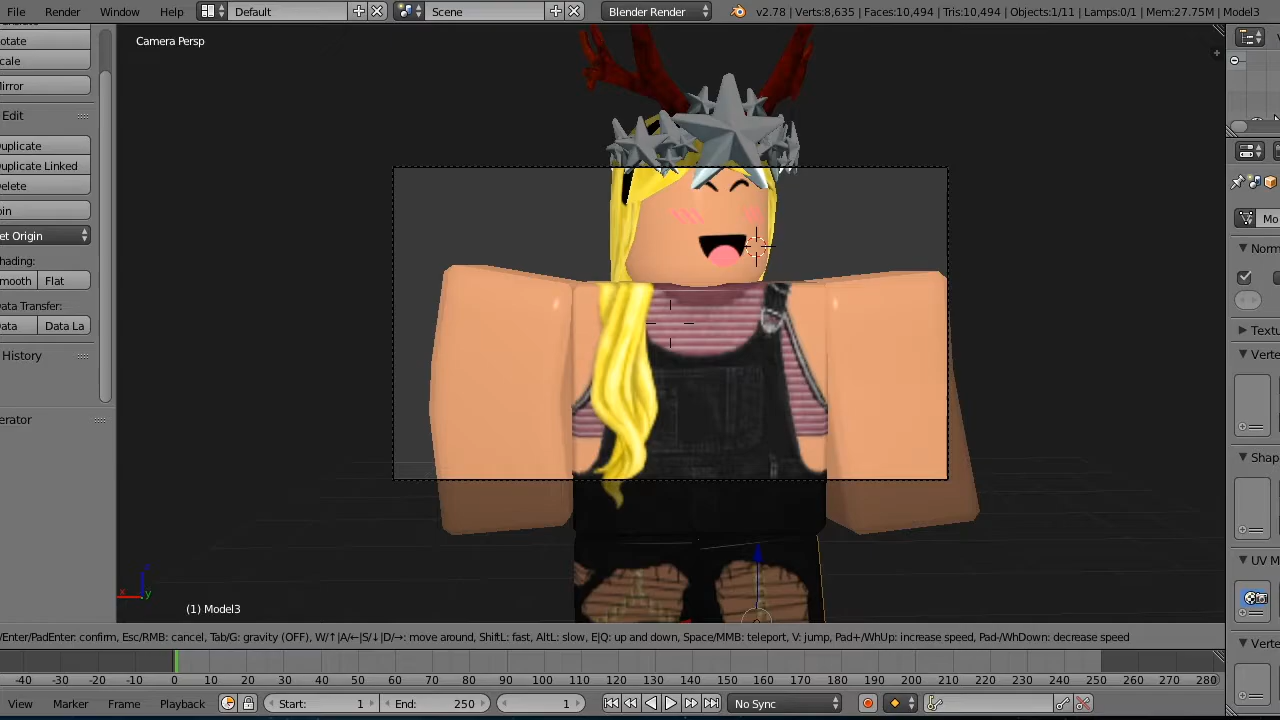 File Render Window Help Default Scene Blender Render v2.78 | Verts:8,635 | Faces:10,494 | Tris:10,494 | Objects:1/11 | Lamps:0/1 | Mem:27.75M | Model3
otate
cale
irror
Edit
uplicate
uplicate Linked
elete
oin
et Origin
hading:
mooth Flat
ata Transfer:
ata Data La
History
erator
Camera Persp
(1) Model3
Mo
Norm
Textu
Verte
Shap
UV M
Verte
/Enter/PadEnter: confirm, Esc/RMB: cancel, Tab/G: gravity (OFF), W/↑|A/←|S/↓|D/→: move around, ShiftL: fast, AltL: slow, E|Q: up and down, Space/MMB: teleport, V: jump, Pad+/WhUp: increase speed, Pad-/WhDown: decrease speed
-40 -30 -20 -10 0 10 20 30 40 50 60 70 80 90 100 110 120 130 140 150 160 170 180 190 200 210 220 230 240 250 260 270 280
View Marker Frame Playback Start: 1 End: 250 1 No Sync